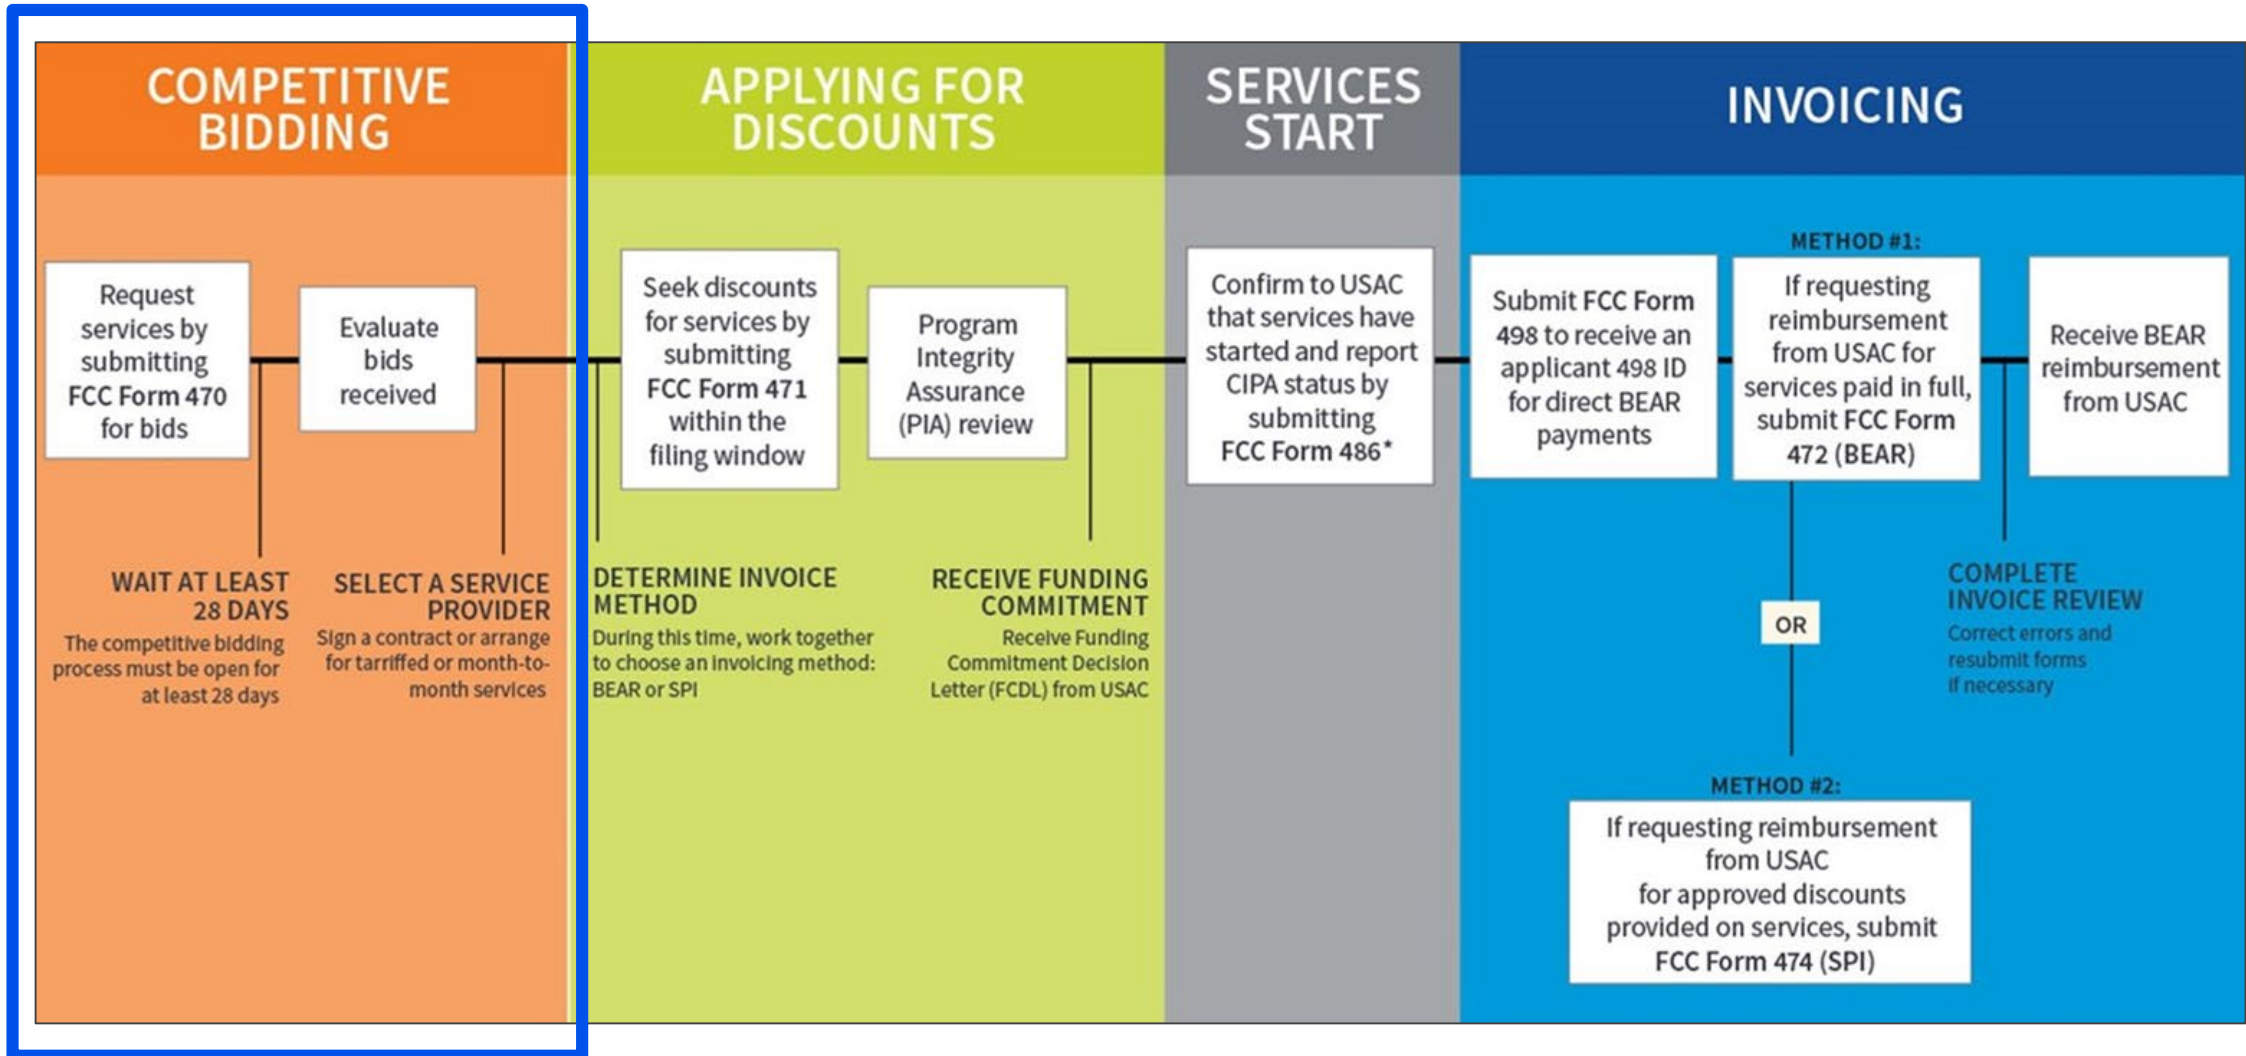 COMPETITIVE
BIDDING
Request
services by
submitting
FCC Form 470
for bids
Evaluate
bids
received
WAIT AT LEAST
28 DAYS
The competitive bidding
process must be open for
at least 28 days
SELECT A SERVICE
PROVIDER
Sign a contract or arrange
for tarriffed or month-to-
month services
APPLYING FOR
DISCOUNTS
Seek discounts
for services by
submitting
FCC Form 471
within the
filing window
Program
Integrity
Assurance
(PIA) review
DETERMINE INVOICE
METHOD
During this time, work together
to choose an invoicing method:
BEAR or SPI
RECEIVE FUNDING
COMMITMENT
Receive Funding
Commitment Decision
Letter (FCDL) from USAC
SERVICES
START
Confirm to USAC
that services have
started and report
CIPA status by
submitting
FCC Form 486*
INVOICING
Submit FCC Form
498 to receive an
applicant 498 ID
for direct BEAR
payments
METHOD #1:
If requesting
reimbursement
from USAC for
services paid in full,
submit FCC Form
472 (BEAR)
Receive BEAR
reimbursement
from USAC
COMPLETE
INVOICE REVIEW
Correct errors and
resubmit forms
if necessary
OR
METHOD #2:
If requesting reimbursement
from USAC
for approved discounts
provided on services, submit
FCC Form 474 (SPI)